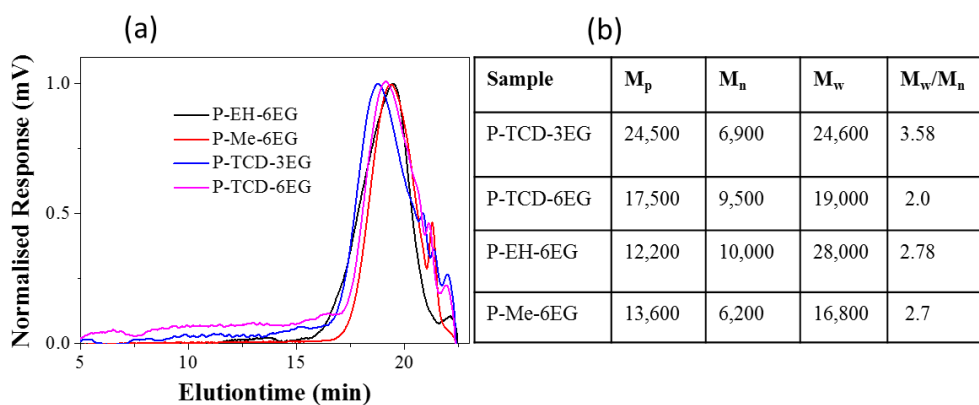 (a)
Normalised Response (mV)
1.0
0.5
0.0
P-EH-6EG
P-Me-6EG
P-TCD-3EG
P-TCD-6EG
5 10 15 20
Elutiontime (min)
(b)
Sample Mp Mn Mw Mw/Mn
P-TCD-3EG 24,500 6,900 24,600 3.58
P-TCD-6EG 17,500 9,500 19,000 2.0
P-EH-6EG 12,200 10,000 28,000 2.78
P-Me-6EG 13,600 6,200 16,800 2.7